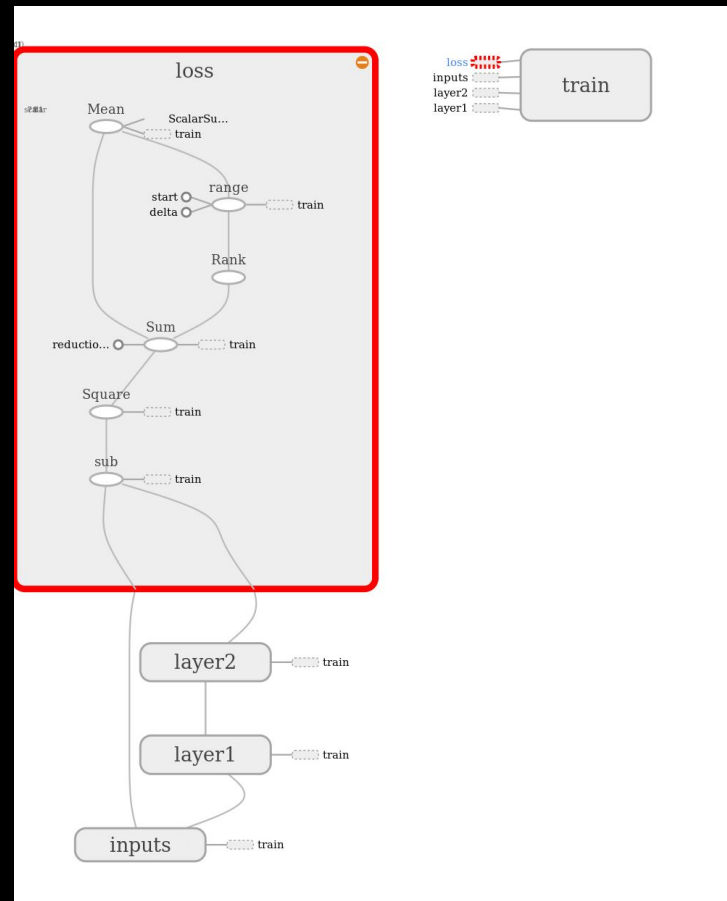 loss
Mean
ScalarSu...
train
range
start
delta
train
Rank
Sum
reductio...
train
Square
train
sub
train
layer2
train
layer1
train
inputs
train
loss
inputs
layer2
layer1
train